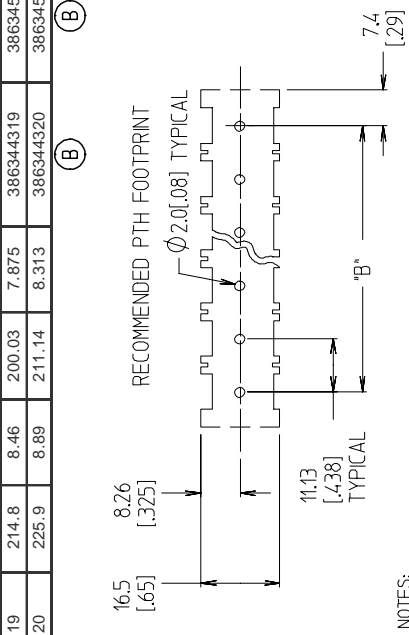 19 214.8 8.46 200.03 7.875 386344319 386345
20 225.9 8.89 211.14 8.313 386344320 386345
B B
RECOMMENDED PTH FOOTPRINT
Ø 2.0[.08] TYPICAL
16.5
[.65]
8.26
[.325]
11.13
[.438]
TYPICAL
"B"
7.4
[.29]
NOTES: